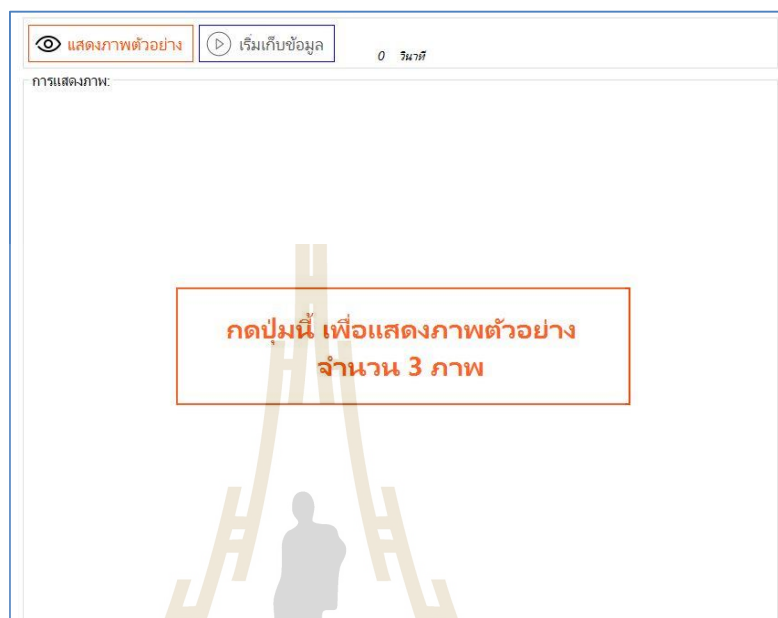 แสดงภาพตัวอย่าง เริ่มเก็บข้อมูล 0 วินาที
การแสดงภาพ:
กดปุ่มนี้ เพื่อแสดงภาพตัวอย่าง
จำนวน 3 ภาพ